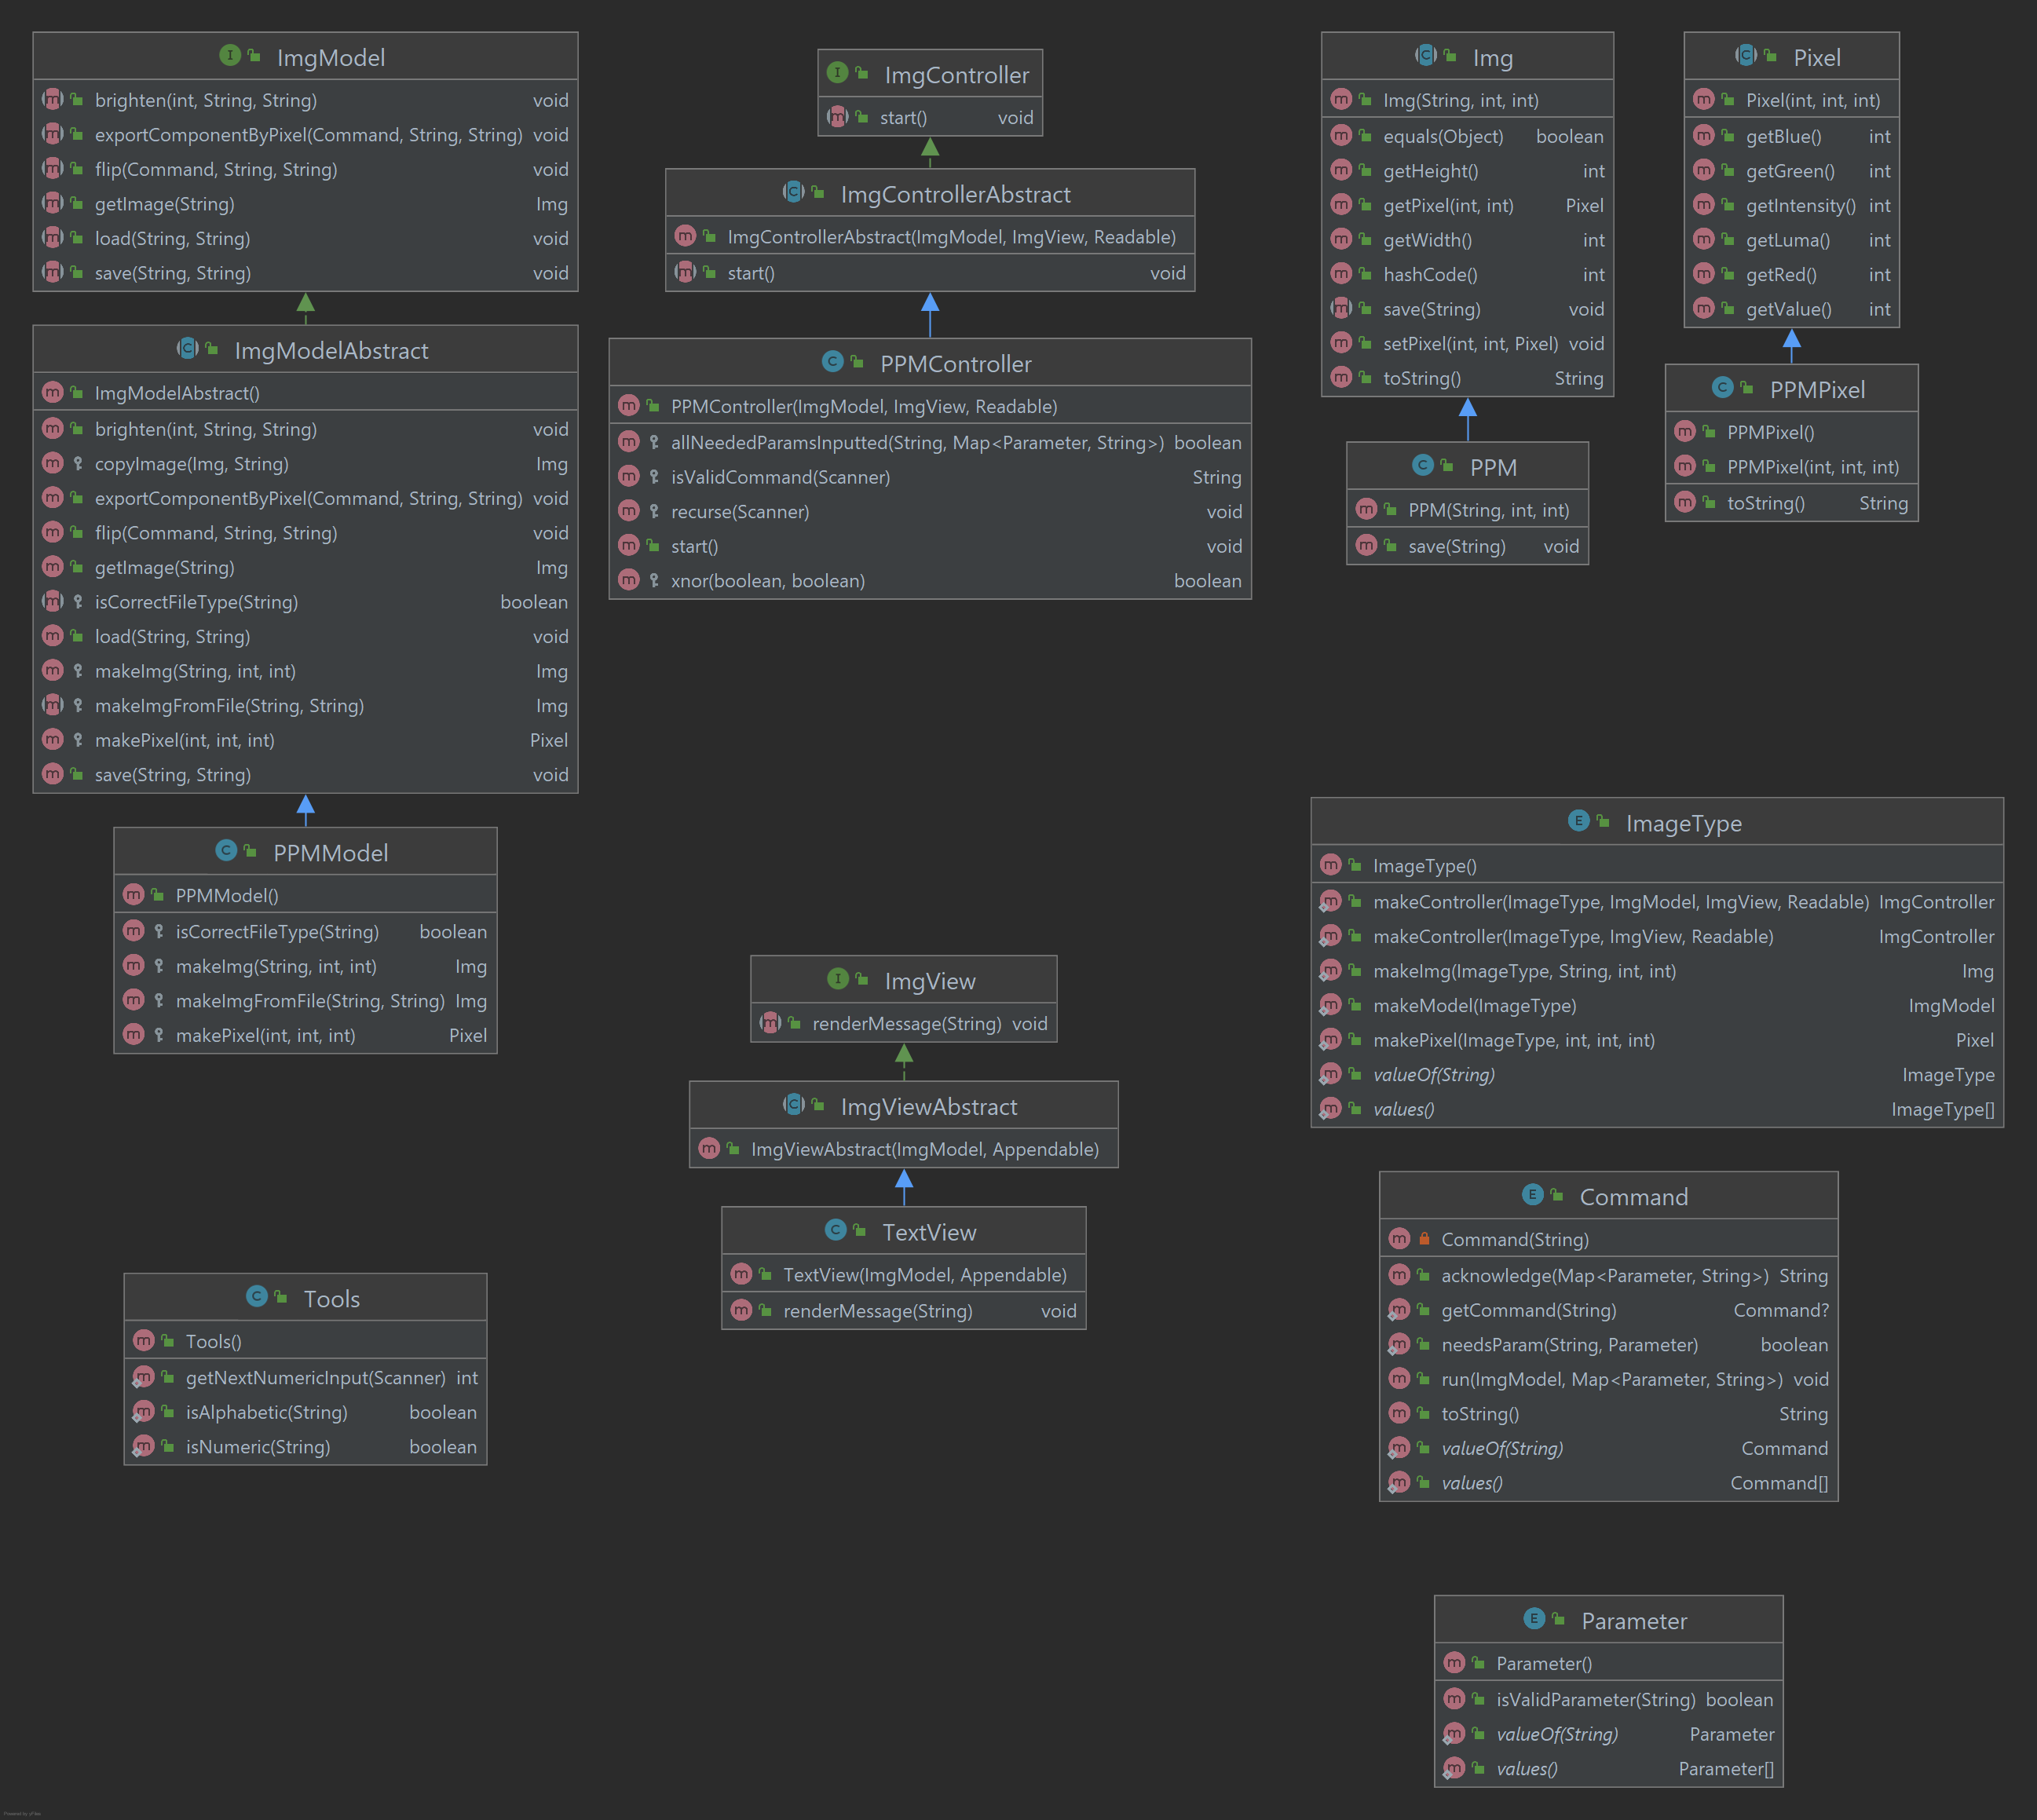 ImgModel
brighten(int, String, String) void
exportComponentByPixel(Command, String, String) void
flip(Command, String, String) void
getImage(String) Img
load(String, String) void
save(String, String) void
ImgModelAbstract
ImgModelAbstract()
brighten(int, String, String) void
copyImage(Img, String) Img
exportComponentByPixel(Command, String, String) void
flip(Command, String, String) void
getImage(String) Img
isCorrectFileType(String) boolean
load(String, String) void
makeImg(String, int, int) Img
makeImgFromFile(String, String) Img
makePixel(int, int, int) Pixel
save(String, String) void
PPMModel
PPMModel()
isCorrectFileType(String) boolean
makeImg(String, int, int) Img
makeImgFromFile(String, String) Img
makePixel(int, int, int) Pixel
Tools
Tools()
getNextNumericInput(Scanner) int
isAlphabetic(String) boolean
isNumeric(String) boolean
ImgController
start() void
ImgControllerAbstract
ImgControllerAbstract(ImgModel, ImgView, Readable)
start() void
PPMController
PPMController(ImgModel, ImgView, Readable)
allNeededParamsInputted(String, Map<Parameter, String>) boolean
isValidCommand(Scanner) String
recurse(Scanner) void
start() void
xnor(boolean, boolean) boolean
ImgView
renderMessage(String) void
ImgViewAbstract
ImgViewAbstract(ImgModel, Appendable)
TextView
TextView(ImgModel, Appendable)
renderMessage(String) void
Img
Img(String, int, int)
equals(Object) boolean
getHeight() int
getPixel(int, int) Pixel
getWidth() int
hashCode() int
save(String) void
setPixel(int, int, Pixel) void
toString() String
PPM
PPM(String, int, int)
save(String) void
Pixel
Pixel(int, int, int)
getBlue() int
getGreen() int
getIntensity() int
getLuma() int
getRed() int
getValue() int
PPMPixel
PPMPixel()
PPMPixel(int, int, int)
toString() String
ImageType
ImageType()
makeController(ImageType, ImgModel, ImgView, Readable) ImgController
makeController(ImageType, ImgView, Readable) ImgController
makeImg(ImageType, String, int, int) Img
makeModel(ImageType) ImgModel
makePixel(ImageType, int, int, int) Pixel
valueOf(String) ImageType
values() ImageType[]
Command
Command(String)
acknowledge(Map<Parameter, String>) String
getCommand(String) Command?
needsParam(String, Parameter) boolean
run(ImgModel, Map<Parameter, String>) void
toString() String
valueOf(String) Command
values() Command[]
Parameter
Parameter()
isValidParameter(String) boolean
valueOf(String) Parameter
values() Parameter[]
Powered by yFiles